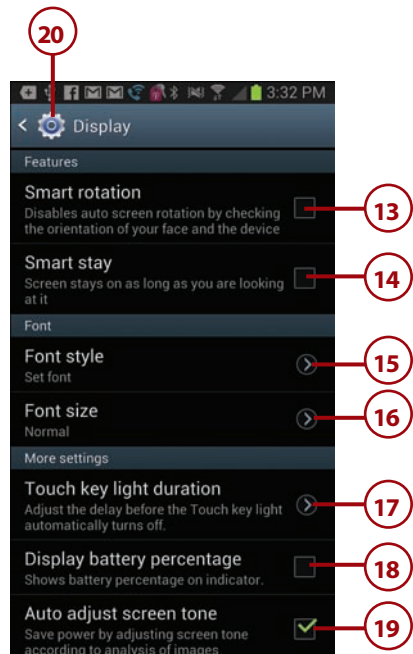 20
3:32 PM
Display
Features
Smart rotation
Disables auto screen rotation by checking
the orientation of your face and the device
13
Smart stay
Screen stays on as long as you are looking
at it
14
Font
Font style
Set font
15
Font size
Normal
16
More settings
Touch key light duration
Adjust the delay before the Touch key light
automatically turns off.
17
Display battery percentage
Shows battery percentage on indicator.
18
Auto adjust screen tone
Save power by adjusting screen tone
according to analysis of images
19